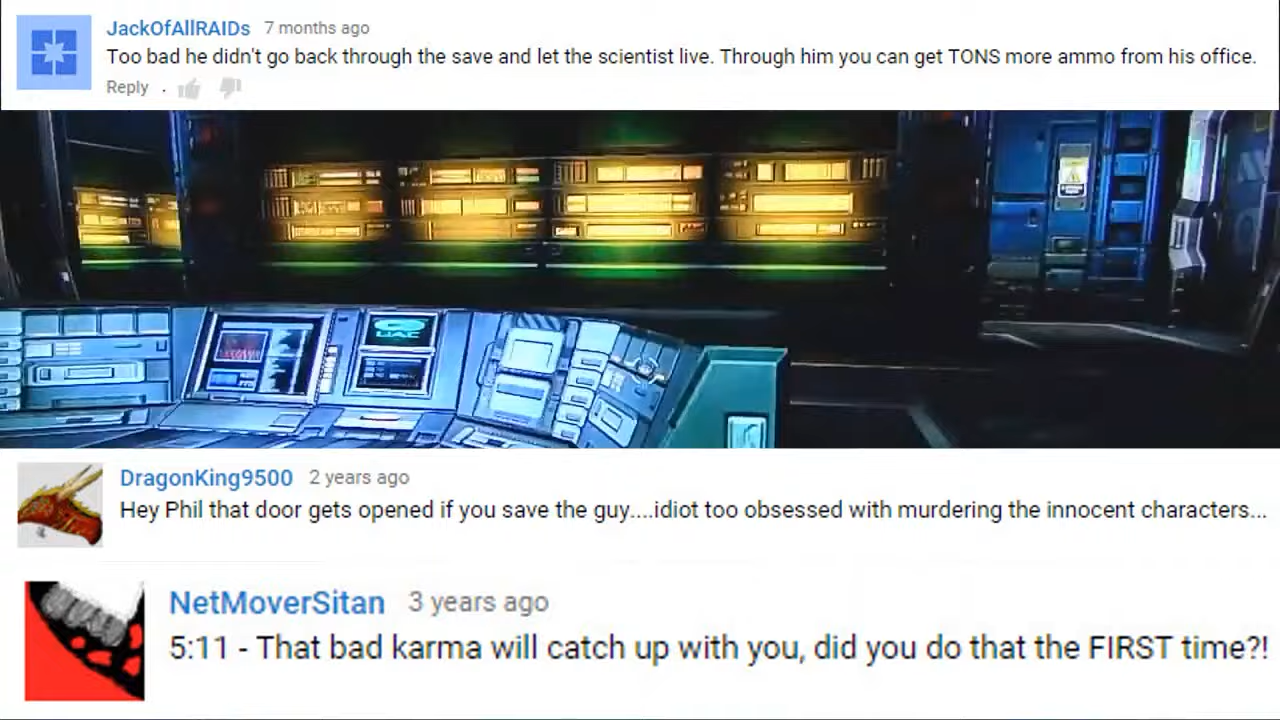 JackOfAllRAIDs 7 months ago
Too bad he didn't go back through the save and let the scientist live. Through him you can get TONS more ammo from his office.
Reply .
UAC
DragonKing9500 2 years ago
Hey Phil that door gets opened if you save the guy....idiot too obsessed with murdering the innocent characters...
NetMoverSitan 3 years ago
5:11 - That bad karma will catch up with you, did you do that the FIRST time?!